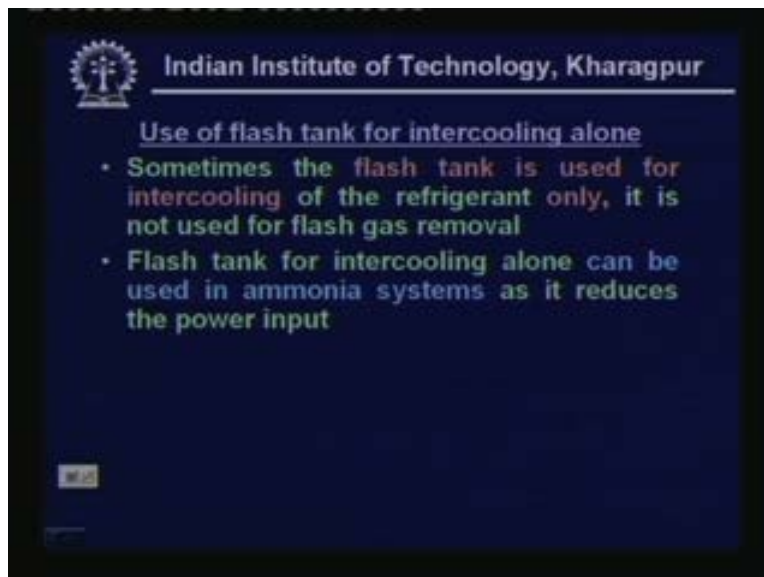 Indian Institute of Technology, Kharagpur
Use of flash tank for intercooling alone
• Sometimes the flash tank is used for
intercooling of the refrigerant only, it is
not used for flash gas removal
• Flash tank for intercooling alone can be
used in ammonia systems as it reduces
the power input